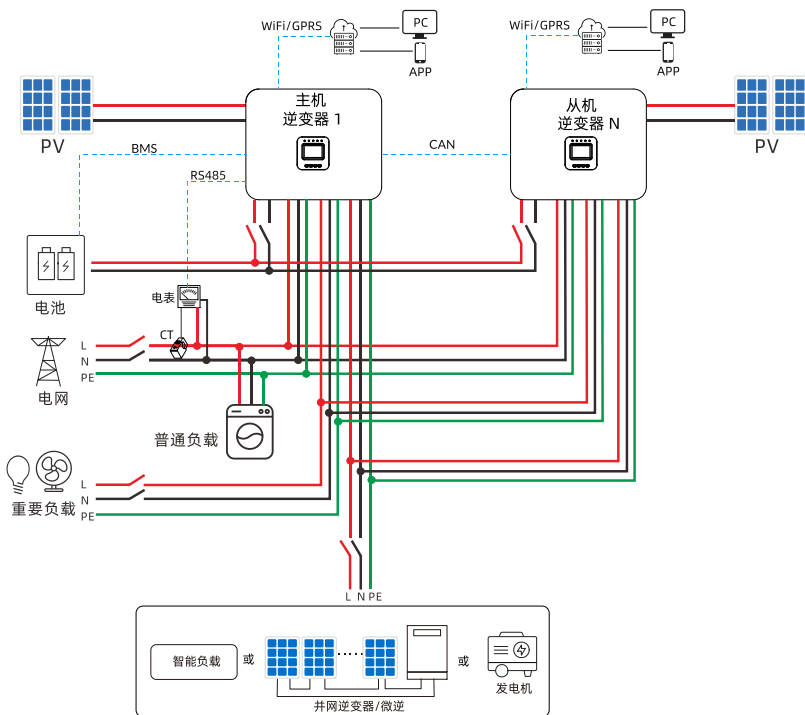 WiFi/GPRS
PC
APP
WiFi/GPRS
PC
APP
主机
逆变器 1
从机
逆变器 N
PV
PV
BMS
CAN
RS485
电池
电表
CT
L
N
PE
电网
普通负载
L
N
PE
重要负载
L N PE
智能负载
或
或
并网逆变器/微逆
发电机